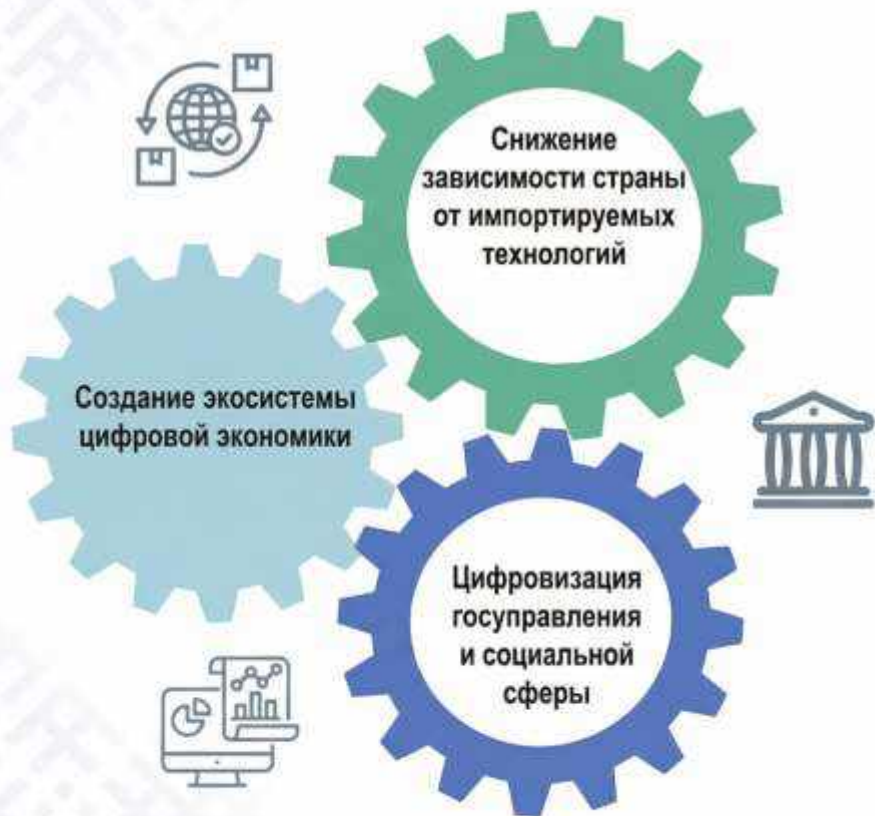 Снижение
зависимости страны
от импортируемых
технологий
Создание экосистемы
цифровой экономики
Цифровизация
госуправления
и социальной
сферы